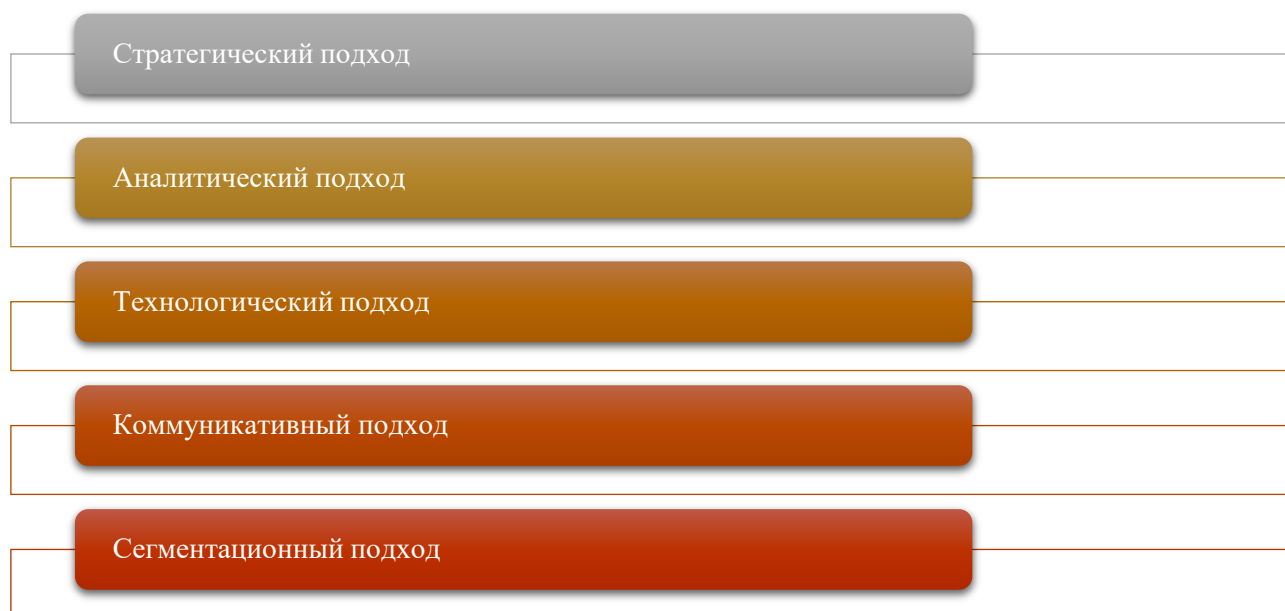 Стратегический подход
Аналитический подход
Технологический подход
Коммуникативный подход
Сегментационный подход